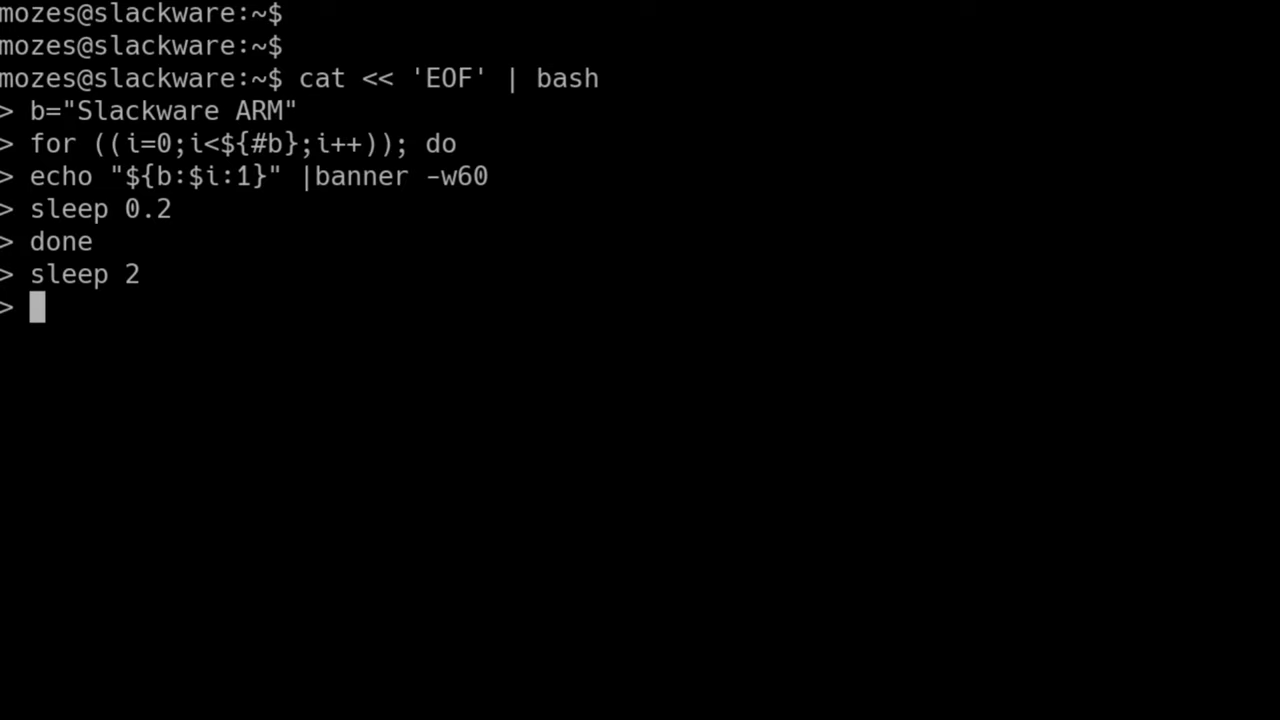 mozes@slackware:~$
mozes@slackware:~$
mozes@slackware:~$ cat << 'EOF' | bash
> b="Slackware ARM"
> for ((i=0;i<${#b};i++)); do
> echo "${b:$i:1}" |banner -w60
> sleep 0.2
> done
> sleep 2
>